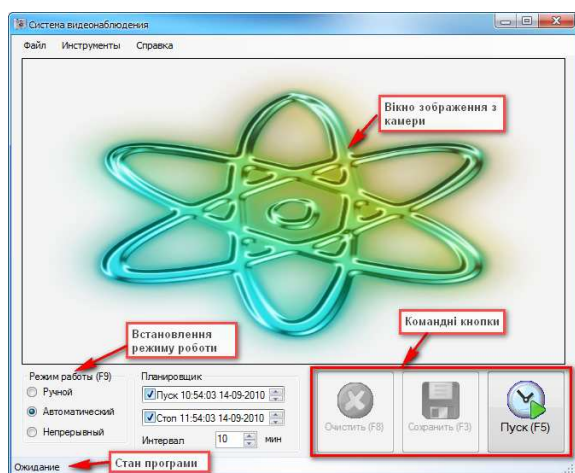 Система видеонаблюдения
Файл Инструменты Справка
Вікно зображення з
камери
Встановлення
режиму роботи
Командні кнопки
Режим работы (F9)
Ручной
Автоматический
Непрерывный
Планировщик
Пуск 10:54:03 14-09-2010
Стоп 11:54:03 14-09-2010
Интервал 10 мин
Очистить (F8)
Сохранить (F3)
Пуск (F5)
Ожидание
Стан програми